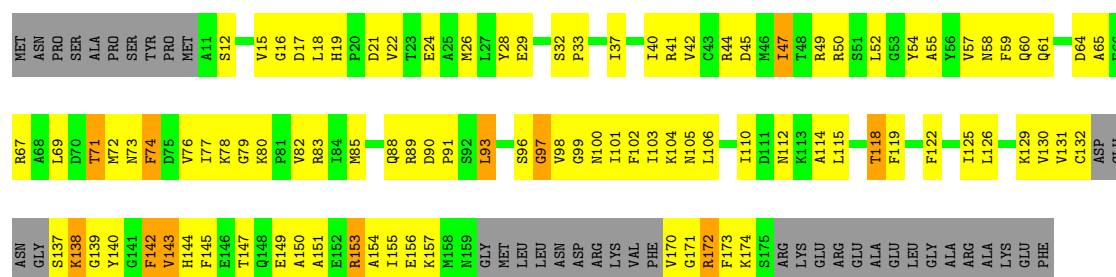 MET ASN PRO SER ALA PRO SER TYR PRO MET A11 S12 V15 G16 D17 L18 H19 P20 D21 V22 T23 E24 A25 M26 L27 Y28 E29 S32 P33 I37 I40 R41 V42 C43 R44 D45 M46 I47 T48 R49 R50 S51 L52 G53 Y54 A55 Y56 V57 N58 F59 Q60 Q61 D64 A65 E66
R67 A68 L69 D70 T71 M72 N73 F74 D75 V76 I77 K78 G79 K80 P81 V82 R83 I84 M85 Q88 R89 D90 P91 S92 L93 S96 G97 V98 G99 N100 I101 F102 I103 K104 N105 L106 I110 D111 N112 K113 A114 L115 T118 F119 F122 I125 L126 K129 V130 V131 C132 ASP GLU
ASN GLY S137 K138 G139 Y140 G141 F142 V143 H144 F145 E146 T147 Q148 E149 A150 A151 E152 R153 A154 I155 E156 K157 M158 N159 GLY MET LEU LEU ASN ASP ARG LYS VAL PHE V170 G171 R172 F173 K174 S175 ARG LYS GLU ARG GLU ALA GLU LEU GLY ALA ARG ALA LYS GLU PHE